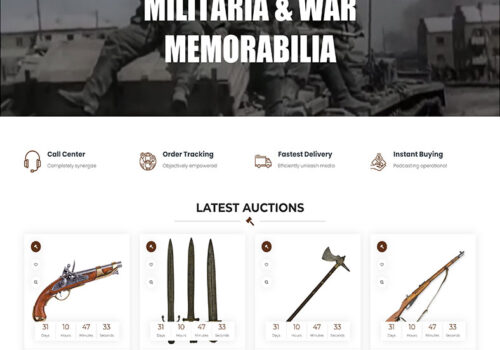 MILITARIA & WAR
MEMORABILIA
Call Center
Completely synergize
Order Tracking
Objectively empowered
Fastest Delivery
Efficiently unleash media
Instant Buying
Podcasting operational
LATEST AUCTIONS
31 10 47 33
Days Hours Minutes Seconds
31 10 47 33
Days Hours Minutes Seconds
31 10 47 33
Days Hours Minutes Seconds
31 10 47 33
Days Hours Minutes Seconds